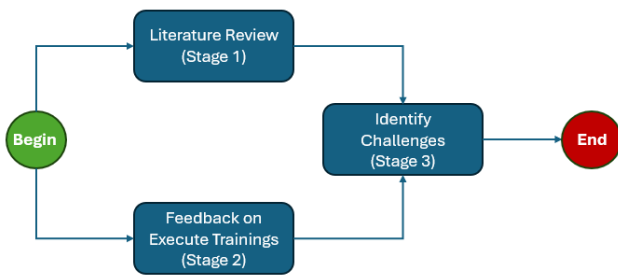 Literature Review
(Stage 1)
Begin
Identify
Challenges
(Stage 3)
End
Feedback on
Execute Trainings
(Stage 2)